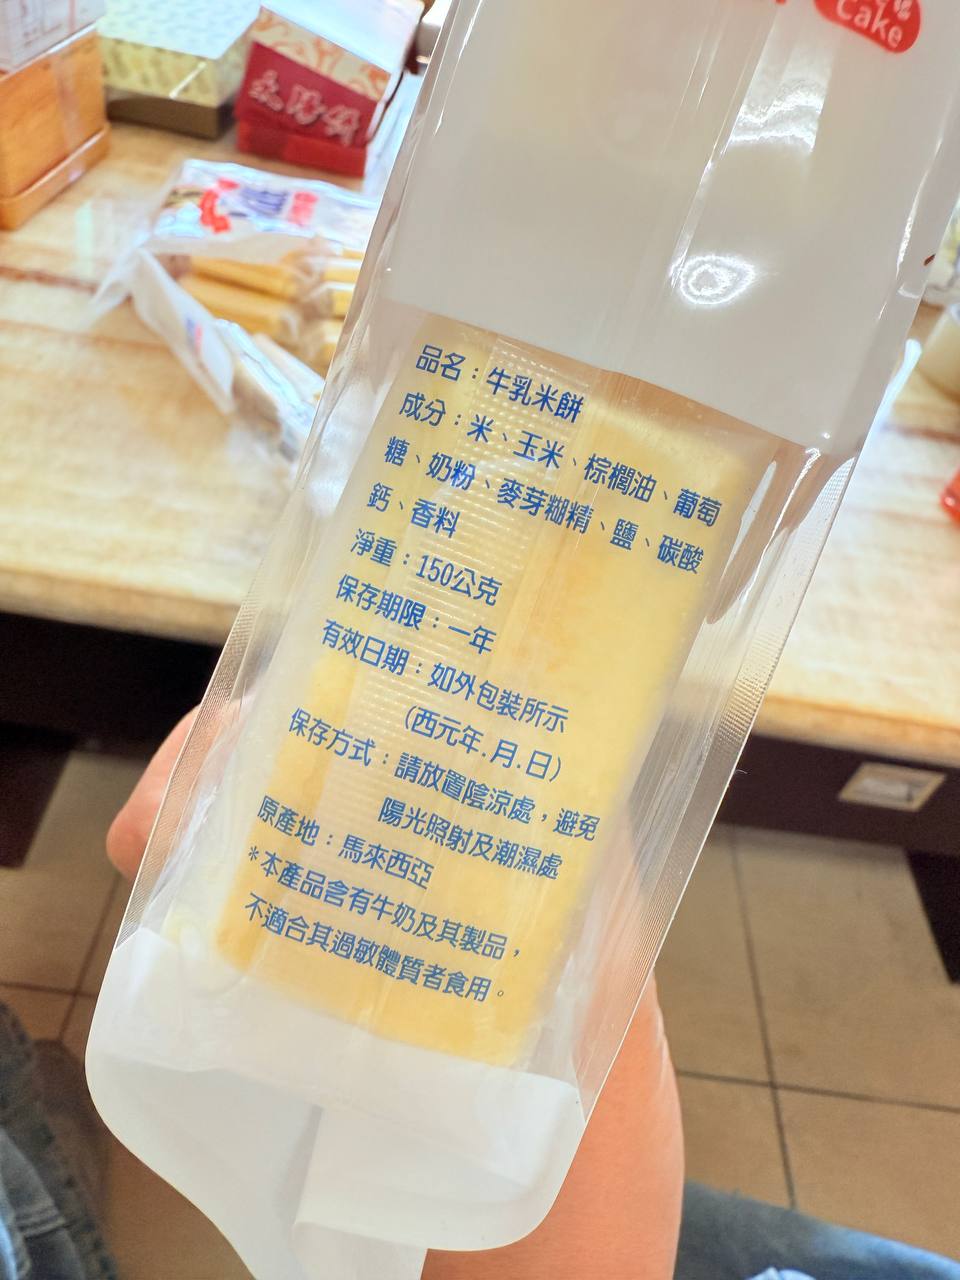 Cake
品名：牛乳米餅
成分：米、玉米、棕櫚油、葡萄
糖、奶粉、麥芽糊精、鹽、碳酸
鈣、香料
淨重：150公克
保存期限：一年
有效日期：如外包裝所示
(西元年.月.日)
保存方式：請放置陰涼處，避免
陽光照射及潮濕處
原產地：馬來西亞
*本產品含有牛奶及其製品，
不適合其過敏體質者食用。